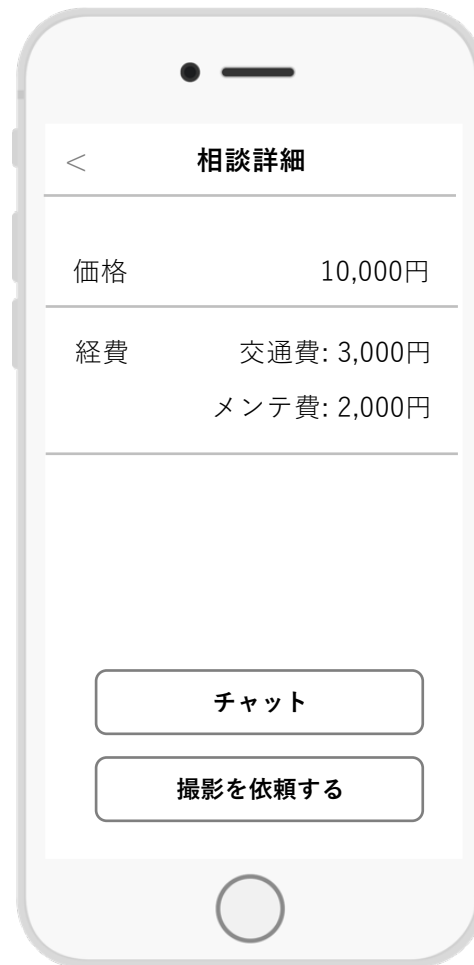 < 相談詳細
価格 10,000円
経費 交通費: 3,000円
メンテ費: 2,000円
チャット
撮影を依頼する